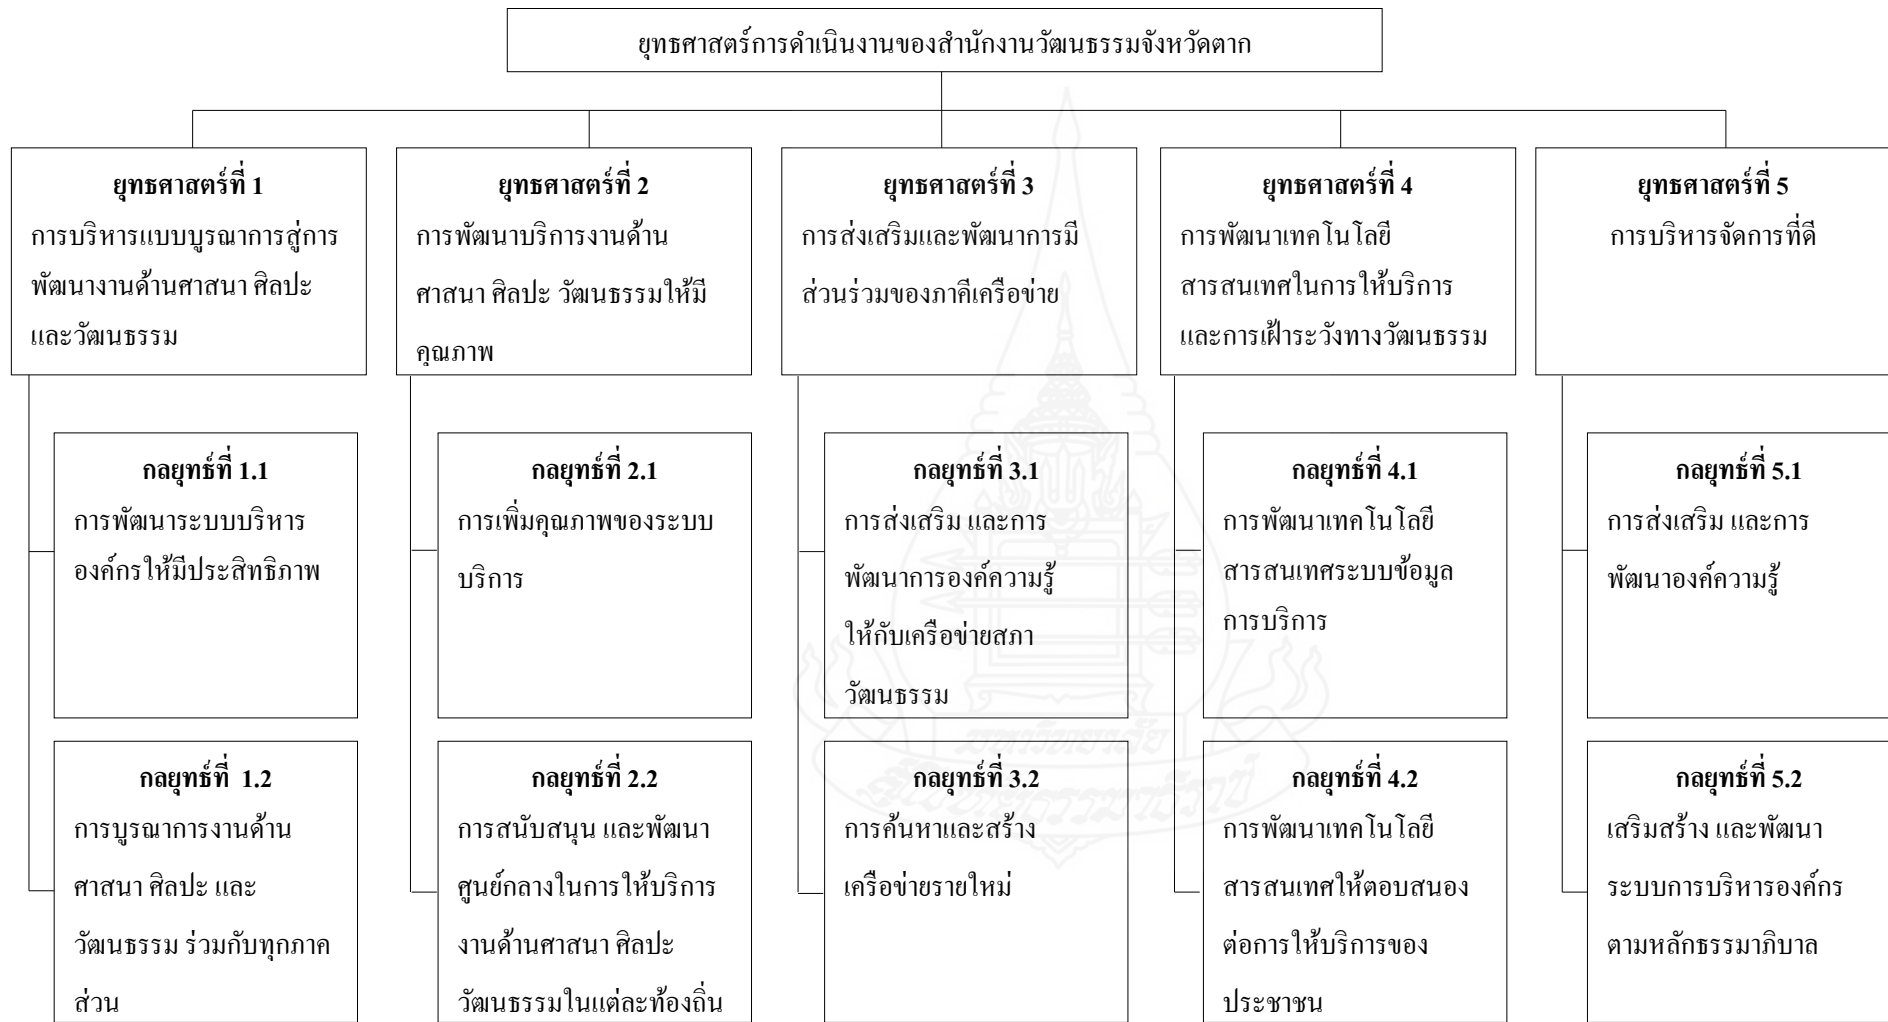 ยุทธศาสตร์การดำเนินงานของสำนักงานวัฒนธรรมจังหวัดตาก
ยุทธศาสตร์ที่ 1
การบริหารแบบบูรณาการสู่การ
พัฒนางานด้านศาสนา ศิลปะ
และวัฒนธรรม
ยุทธศาสตร์ที่ 2
การพัฒนาบริการงานด้าน
ศาสนา ศิลปะ วัฒนธรรมให้มี
คุณภาพ
ยุทธศาสตร์ที่ 3
การส่งเสริมและพัฒนาการมี
ส่วนร่วมของภาคีเครือข่าย
ยุทธศาสตร์ที่ 4
การพัฒนาเทคโนโลยี
สารสนเทศในการให้บริการ
และการเฝ้าระวังทางวัฒนธรรม
ยุทธศาสตร์ที่ 5
การบริหารจัดการที่ดี
กลยุทธ์ที่ 1.1
การพัฒนาระบบบริหาร
องค์กรให้มีประสิทธิภาพ
กลยุทธ์ที่ 2.1
การเพิ่มคุณภาพของระบบ
บริการ
กลยุทธ์ที่ 3.1
การส่งเสริม และการ
พัฒนาการองค์ความรู้
ให้กับเครือข่ายสภา
วัฒนธรรม
กลยุทธ์ที่ 4.1
การพัฒนาเทคโนโลยี
สารสนเทศระบบข้อมูล
การบริการ
กลยุทธ์ที่ 5.1
การส่งเสริม และการ
พัฒนาองค์ความรู้
กลยุทธ์ที่ 1.2
การบูรณาการงานด้าน
ศาสนา ศิลปะ และ
วัฒนธรรม ร่วมกับทุกภาค
ส่วน
กลยุทธ์ที่ 2.2
การสนับสนุน และพัฒนา
ศูนย์กลางในการให้บริการ
งานด้านศาสนา ศิลปะ
วัฒนธรรมในแต่ละท้องถิ่น
กลยุทธ์ที่ 3.2
การค้นหาและสร้าง
เครือข่ายรายใหม่
กลยุทธ์ที่ 4.2
การพัฒนาเทคโนโลยี
สารสนเทศให้ตอบสนอง
ต่อการให้บริการของ
ประชาชน
กลยุทธ์ที่ 5.2
เสริมสร้าง และพัฒนา
ระบบการบริหารองค์กร
ตามหลักธรรมาภิบาล
มหาวิทยาลัย
สุโขทัยธรรมาธิราช